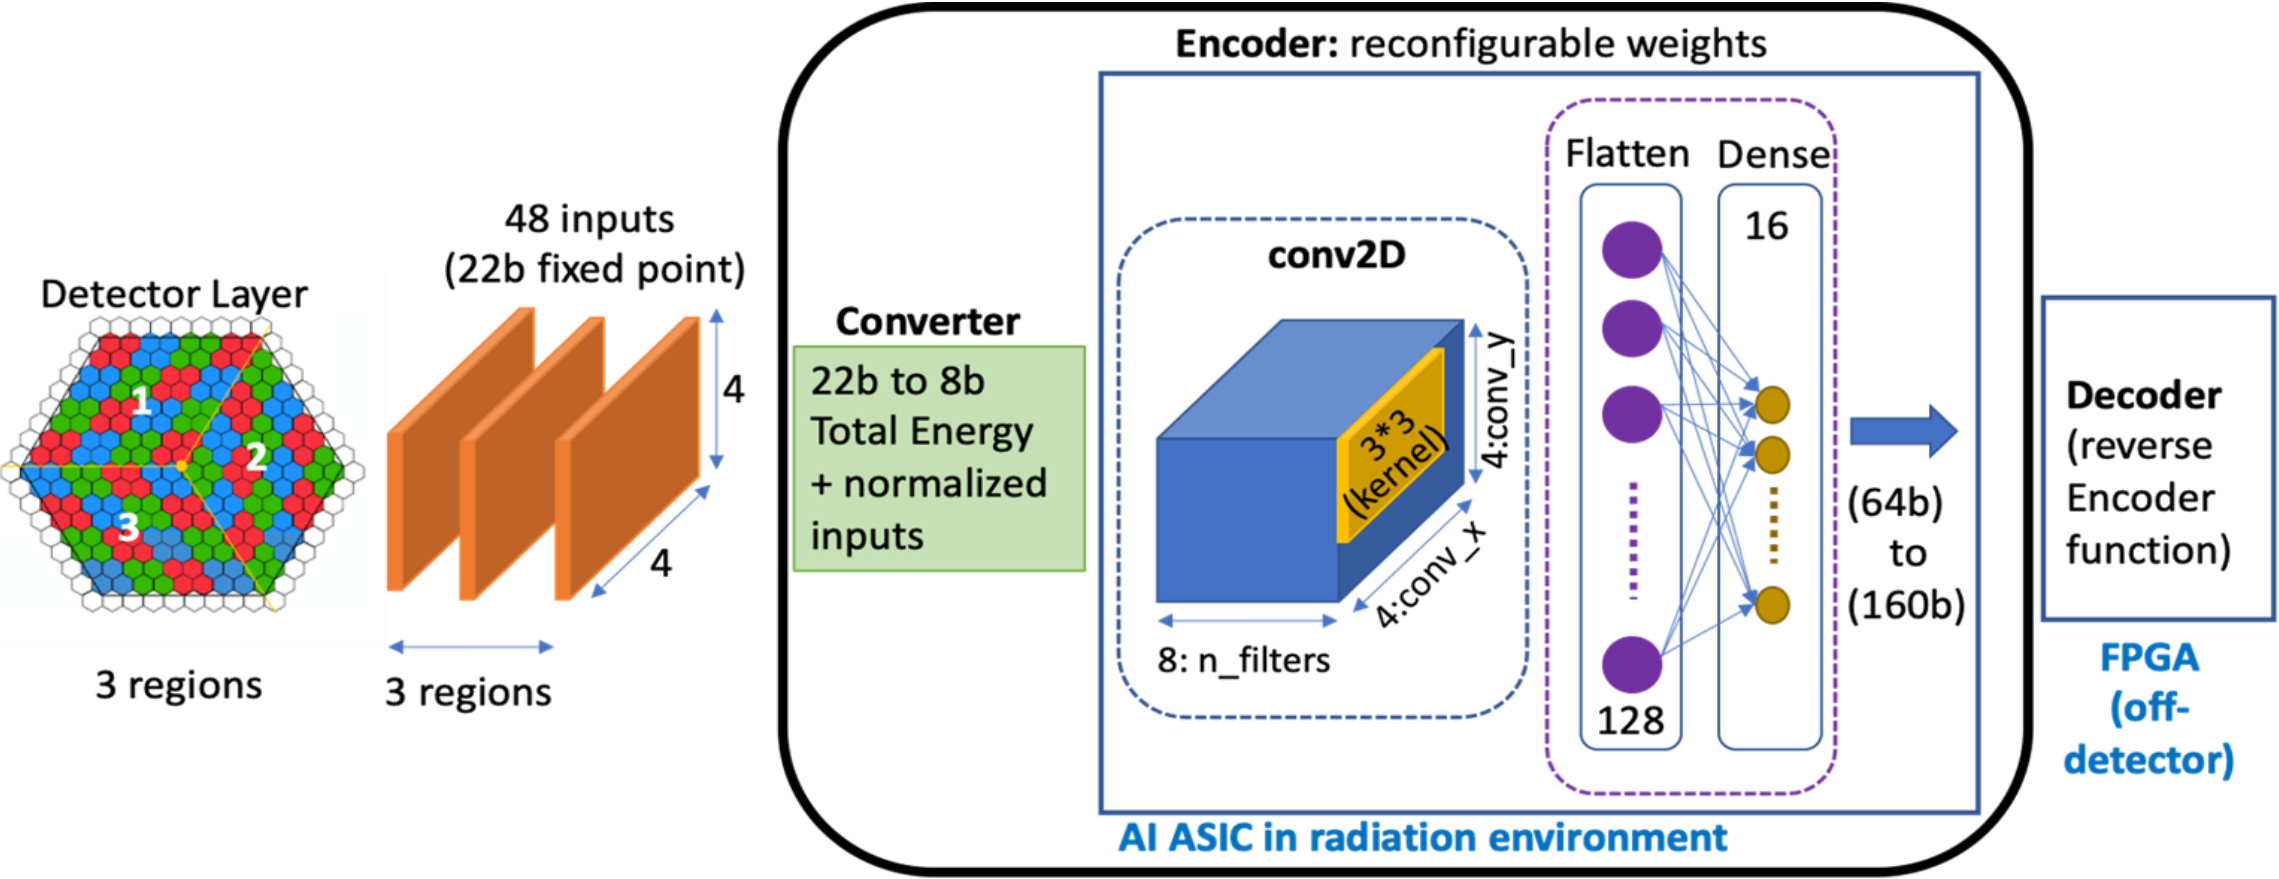 Detector Layer
1
2
3
3 regions
48 inputs
(22b fixed point)
4
4
3 regions
Converter
22b to 8b
Total Energy
+ normalized
inputs
Encoder: reconfigurable weights
conv2D
3*3
(kernel)
4:conv_y
4:conv_x
8: n_filters
Flatten
128
Dense
16
(64b)
to
(160b)
AI ASIC in radiation environment
Decoder
(reverse
Encoder
function)
FPGA
(off-
detector)